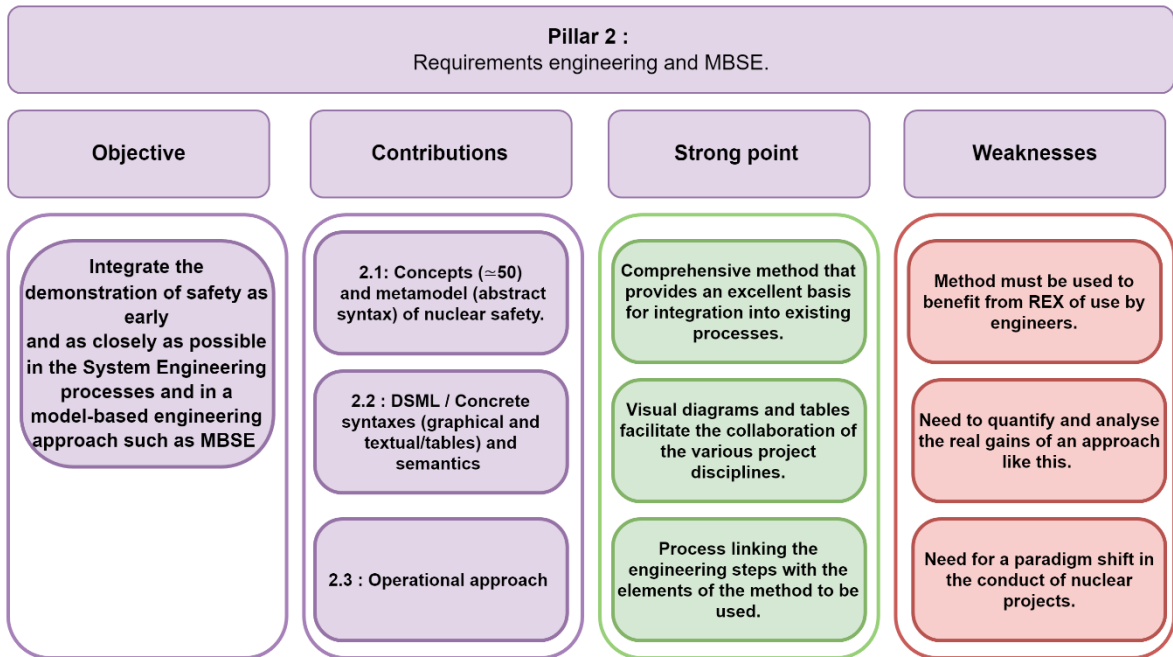 Pillar 2 :
Requirements engineering and MBSE.
Objective
Contributions
Strong point
Weaknesses
Integrate the
demonstration of safety as
early
and as closely as possible
in the System Engineering
processes and in a
model-based engineering
approach such as MBSE
2.1: Concepts (≃50)
and metamodel (abstract
syntax) of nuclear safety.
2.2 : DSML / Concrete
syntaxes (graphical and
textual/tables) and
semantics
2.3 : Operational approach
Comprehensive method that
provides an excellent basis
for integration into existing
processes.
Visual diagrams and tables
facilitate the collaboration of
the various project
disciplines.
Process linking the
engineering steps with the
elements of the method to be
used.
Method must be used to
benefit from REX of use by
engineers.
Need to quantify and analyse
the real gains of an approach
like this.
Need for a paradigm shift in
the conduct of nuclear
projects.